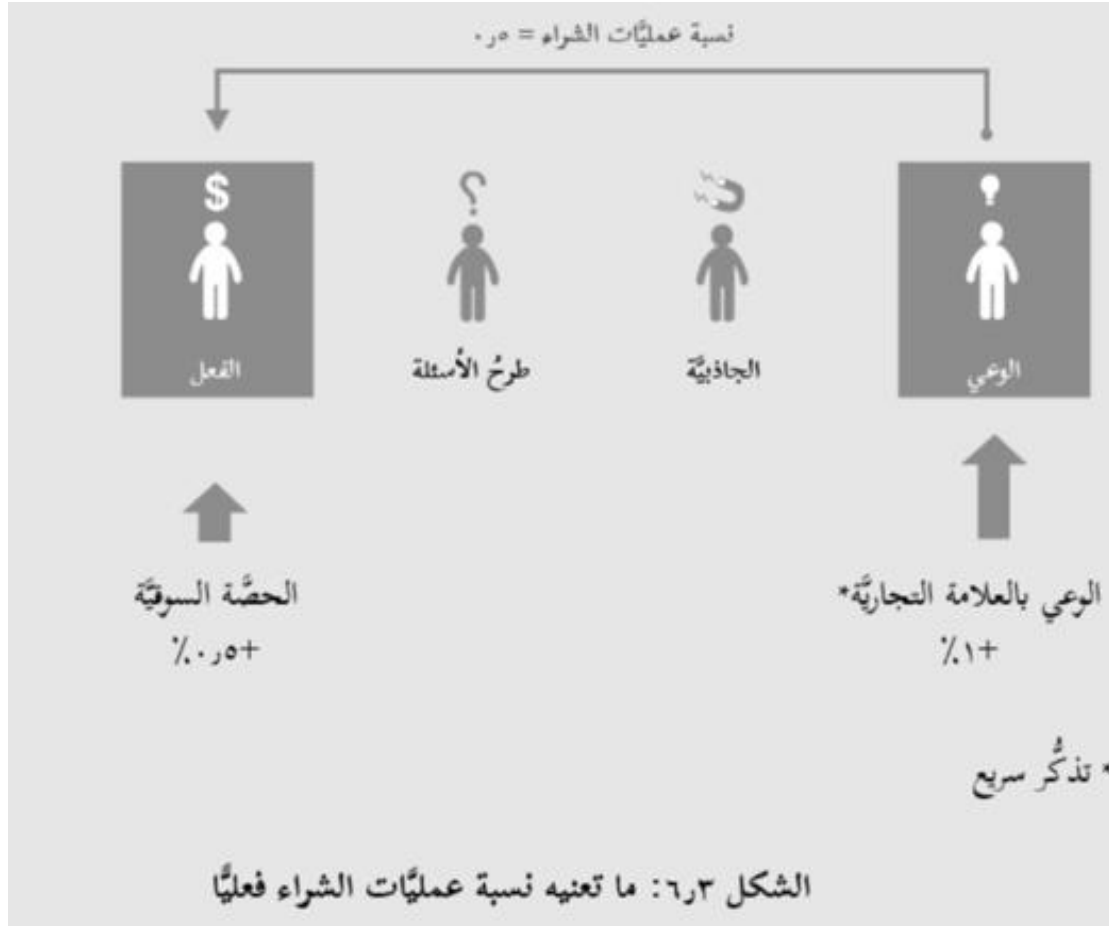 نسبة عمليَّات الشراء = ٠٫٥
الوعي
الجاذبيَّة
طرحُ الأسئلة
$
؟
الفعل
الوعي بالعلامة التجاريَّة*
+١٪
الحصَّة السوقيَّة
+٠٫٥٪
* تذكُّر سريع
الشكل ٦٫٣: ما تعنيه نسبة عمليَّات الشراء فعليًّا